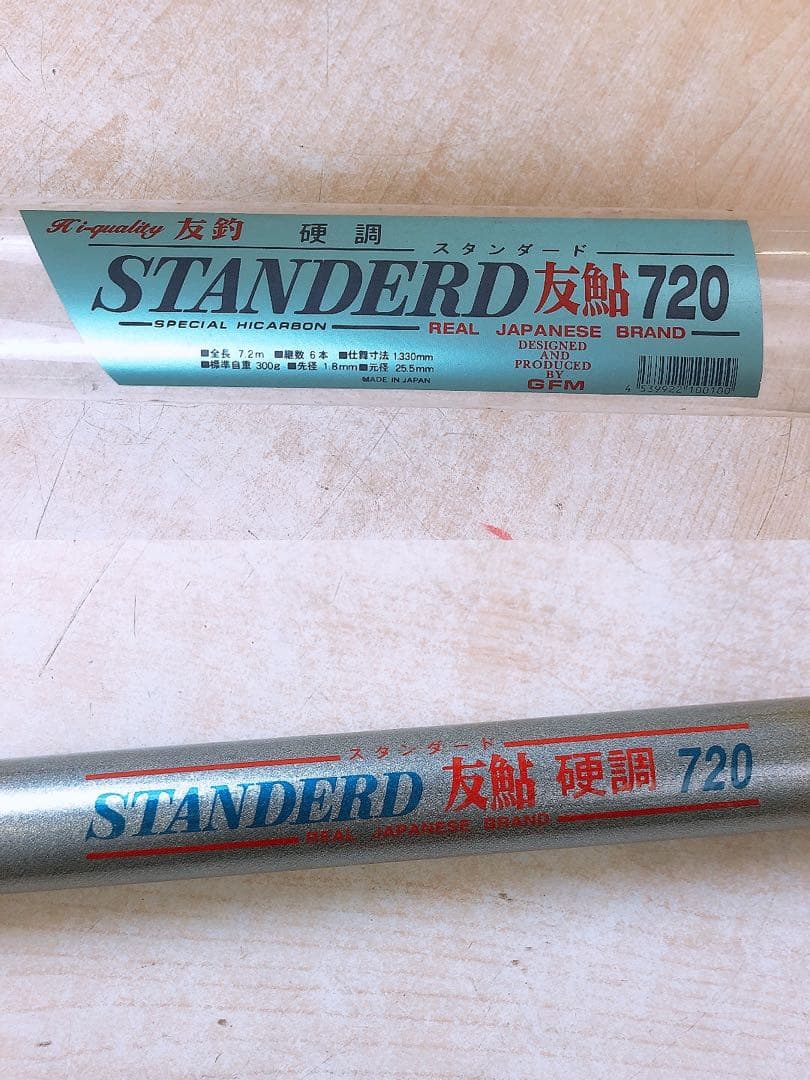 Hi-quality 友釣 硬調
スタンダード
STANDERD 友鮎 720
SPECIAL HICARBON REAL JAPANESE BRAND
■全長 7.2m ■継数 6本 ■仕舞寸法 1.330mm
■標準自重 300g ■先径 1.8mm ■元径 25.5mm
MADE IN JAPAN
DESIGNED
AND
PRODUCED
BY
GFM
4 539922 100100
スタンダード
STANDERD 友鮎 硬調 720
REAL JAPANESE BRAND